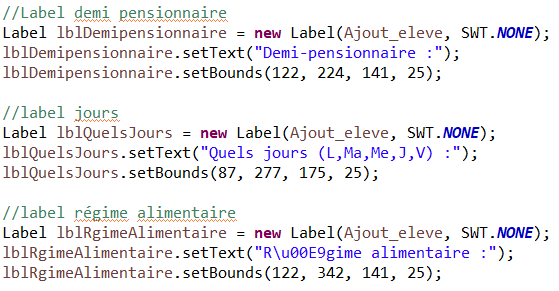 //Label demi pensionnaire
Label lblDemipensionnaire = new Label(Ajout_eleve, SWT.NONE);
lblDemipensionnaire.setText("Demi-pensionnaire :");
lblDemipensionnaire.setBounds(122, 224, 141, 25);
//label jours
Label lblQuelsJours = new Label(Ajout_eleve, SWT.NONE);
lblQuelsJours.setText("Quels jours (L,Ma,Me,J,V) :");
lblQuelsJours.setBounds(87, 277, 175, 25);
//label régime alimentaire
Label lblRgimeAlimentaire = new Label(Ajout_eleve, SWT.NONE);
lblRgimeAlimentaire.setText("R\u00E9gime alimentaire :");
lblRgimeAlimentaire.setBounds(122, 342, 141, 25);